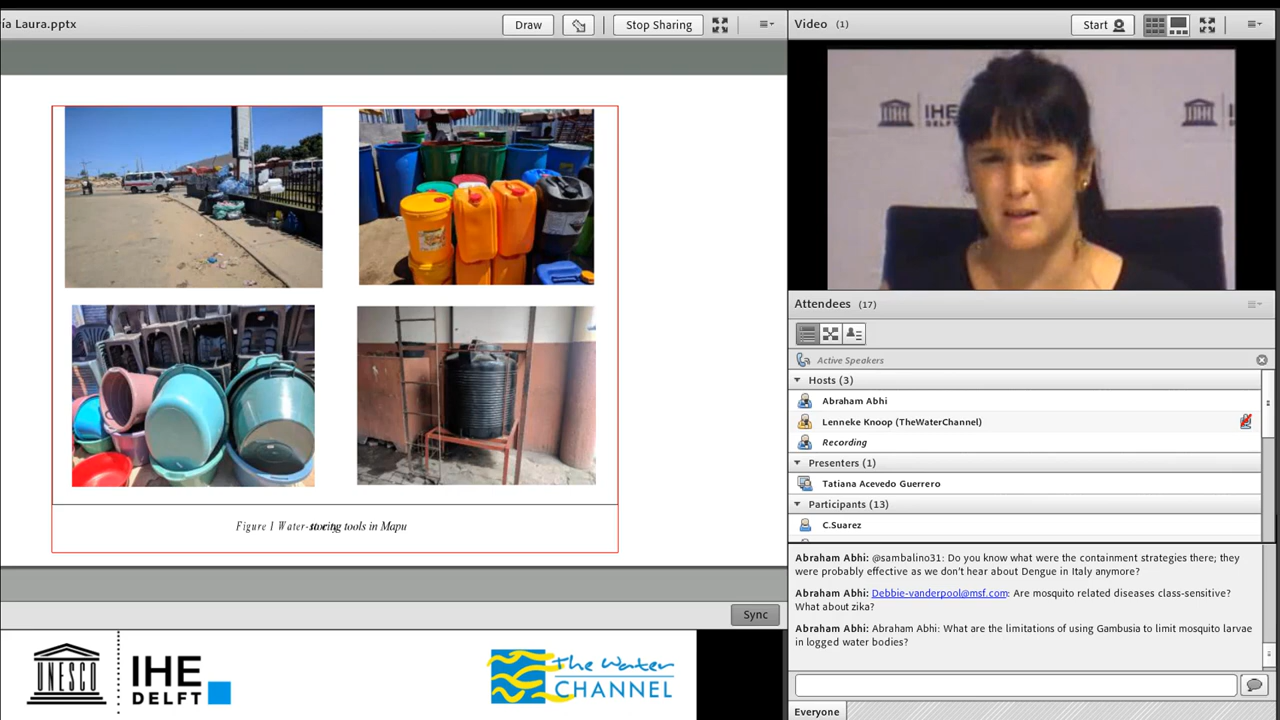 ía Laura.pptx
Draw
Stop Sharing
Video (1)
Start
IHE
DELFT
Figure 1 Water-storing tools in Mapu
Attendees (17)
Active Speakers
Hosts (3)
Abraham Abhi
Lenneke Knoop (TheWaterChannel)
Recording
Presenters (1)
Tatiana Acevedo Guerrero
Participants (13)
C.Suarez
Abraham Abhi: @sambalino31: Do you know what were the containment strategies there; they
were probably effective as we don't hear about Dengue in Italy anymore?
Abraham Abhi: Debbie-vanderpool@msf.com: Are mosquito related diseases class-sensitive?
What about zika?
Abraham Abhi: Abraham Abhi: What are the limitations of using Gambusia to limit mosquito larvae
in logged water bodies?
Everyone
Sync
UNESCO
IHE
DELFT
The Water
CHANNEL